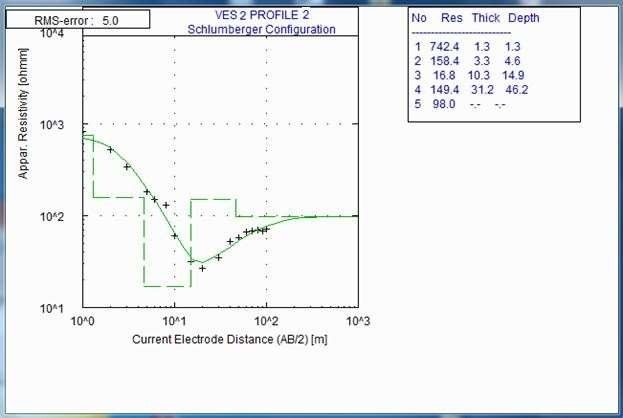 RMS-error : 5.0
VES 2 PROFILE 2
Schlumberger Configuration
10^4
10^3
10^2
10^1
Appar. Resistivity [ohmm]
10^0 10^1 10^2 10^3
Current Electrode Distance (AB/2) [m]
No Res Thick Depth
1 742.4 1.3 1.3
2 158.4 3.3 4.6
3 16.8 10.3 14.9
4 149.4 31.2 46.2
5 98.0 -.- -.-